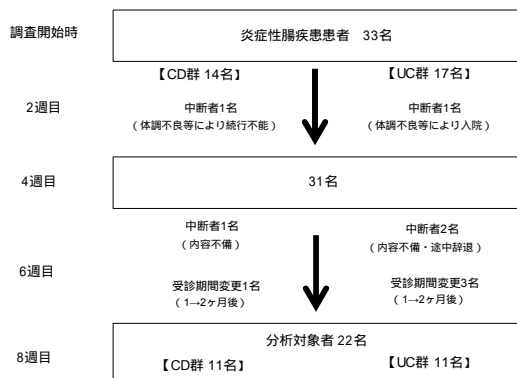 調査開始時
炎症性腸疾患患者 33名
【CD群 14名】 【UC群 17名】
2週目
中断者1名 中断者1名
(体調不良等により続行不能) (体調不良等により入院)
4週目
31名
中断者1名 中断者2名
(内容不備) (内容不備・途中辞退)
6週目
受診期間変更1名 受診期間変更3名
(1→2ヶ月後) (1→2ヶ月後)
分析対象者 22名
8週目
【CD群 11名】 【UC群 11名】